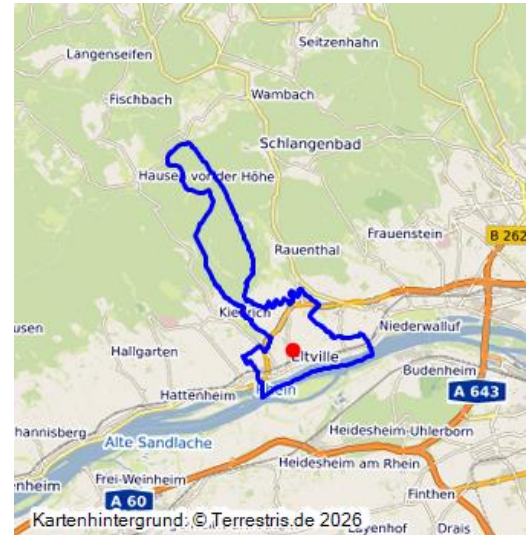 Seitzenhahn
Langenseifen
Wambach
Fischbach
Schlangenbad
Hausen von der Höhe
Frauenstein
B 262
Rauenthal
Kiedrich
Niederwalluf
usen
Hallgarten
Eltville
Budenheim
Rhein
A 643
Hattenheim
hannisberg
Heidesheim-Uhlerborn
Alte Sandlache
Heidesheim am Rhein
enheim
Frei-Weinheim
Finthen
A 60
Kartenhintergrund: © Terrestris.de 2026
Layenhof
Drais